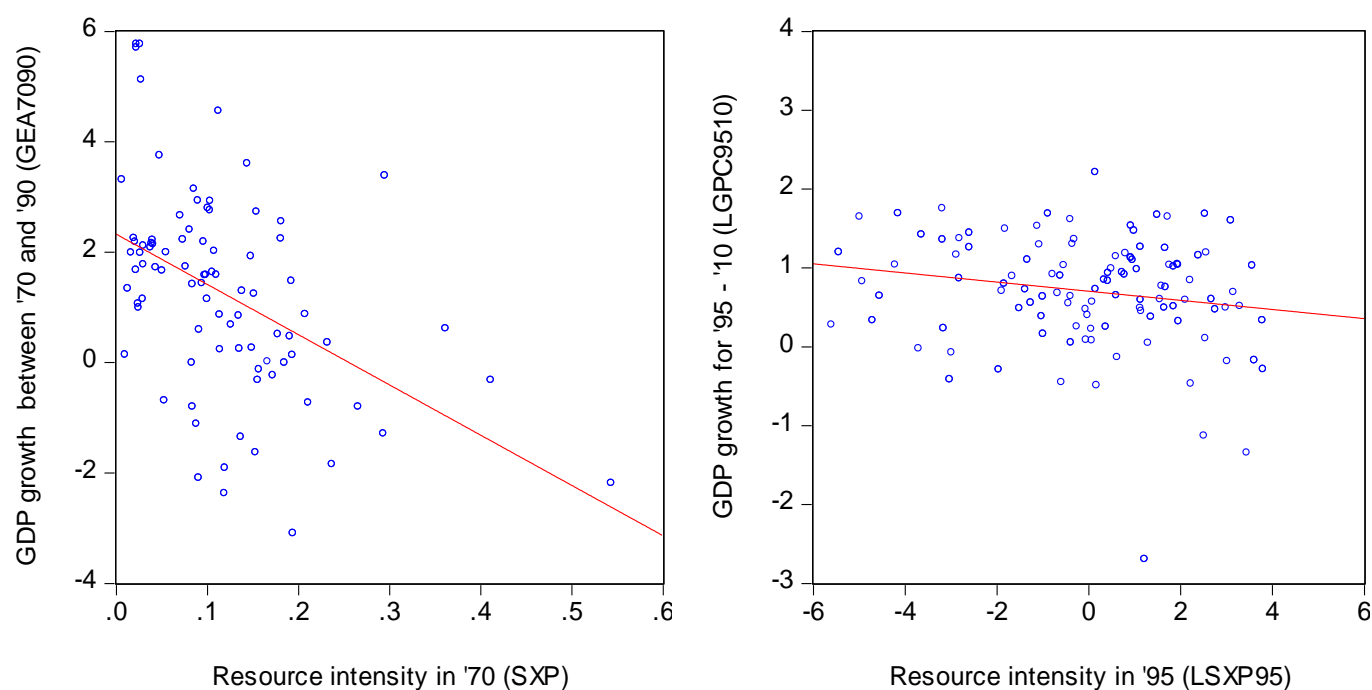 GDP growth between '70 and '90 (GEA7090)
6
4
2
0
-2
-4
.0 .1 .2 .3 .4 .5 .6
Resource intensity in '70 (SXP)
GDP growth for '95 - '10 (LGPC9510)
4
3
2
1
0
-1
-2
-3
-6 -4 -2 0 2 4 6
Resource intensity in '95 (LSXP95)